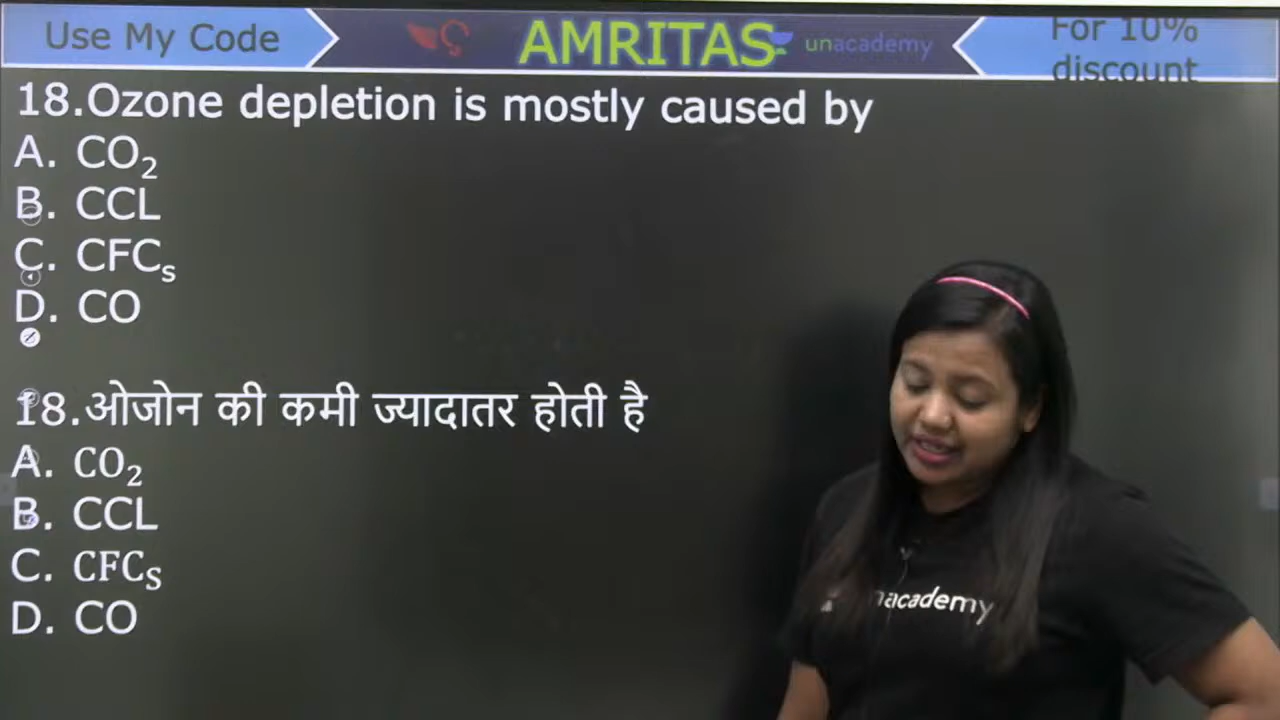 Use My Code
AMRITAS
unacademy
For 10%
discount
18.Ozone depletion is mostly caused by
A. CO₂
B. CCL
C. CFCₛ
D. CO
18.ओजोन की कमी ज्यादातर होती है
A. CO₂
B. CCL
C. CFCₛ
D. CO
unacademy